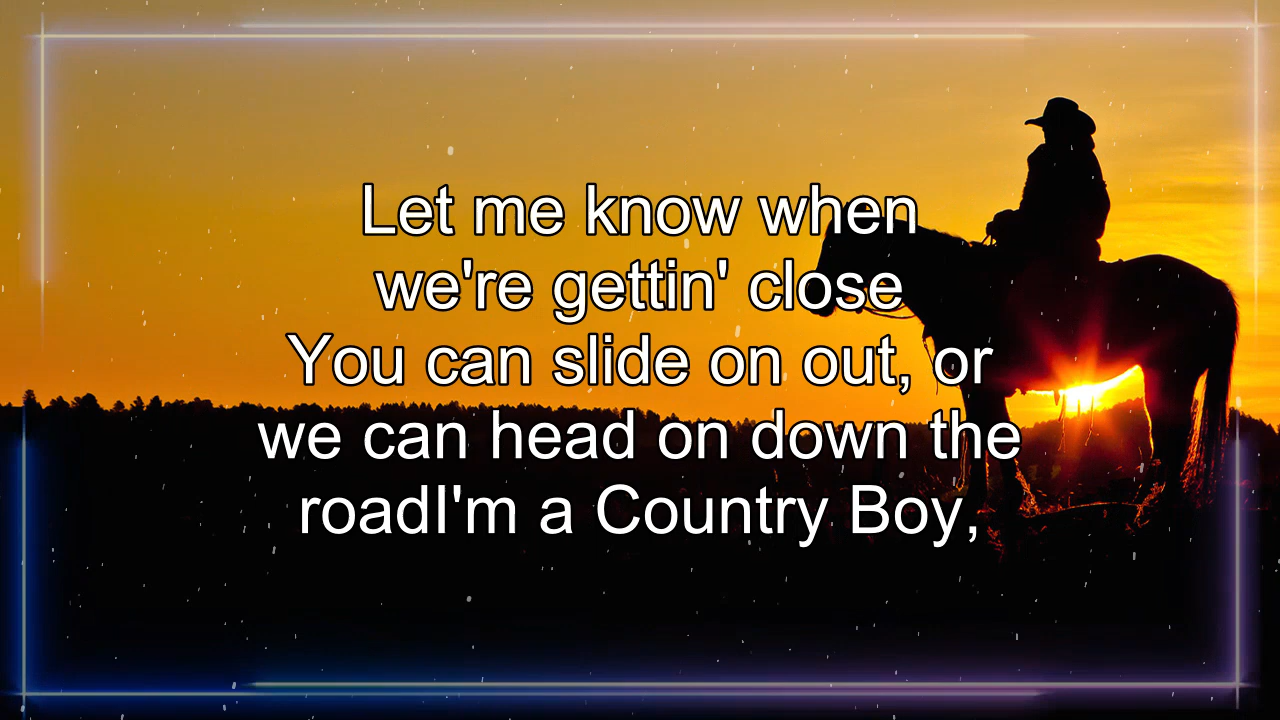 Let me know when
we're gettin' close
You can slide on out, or
we can head on down the
roadI'm a Country Boy,